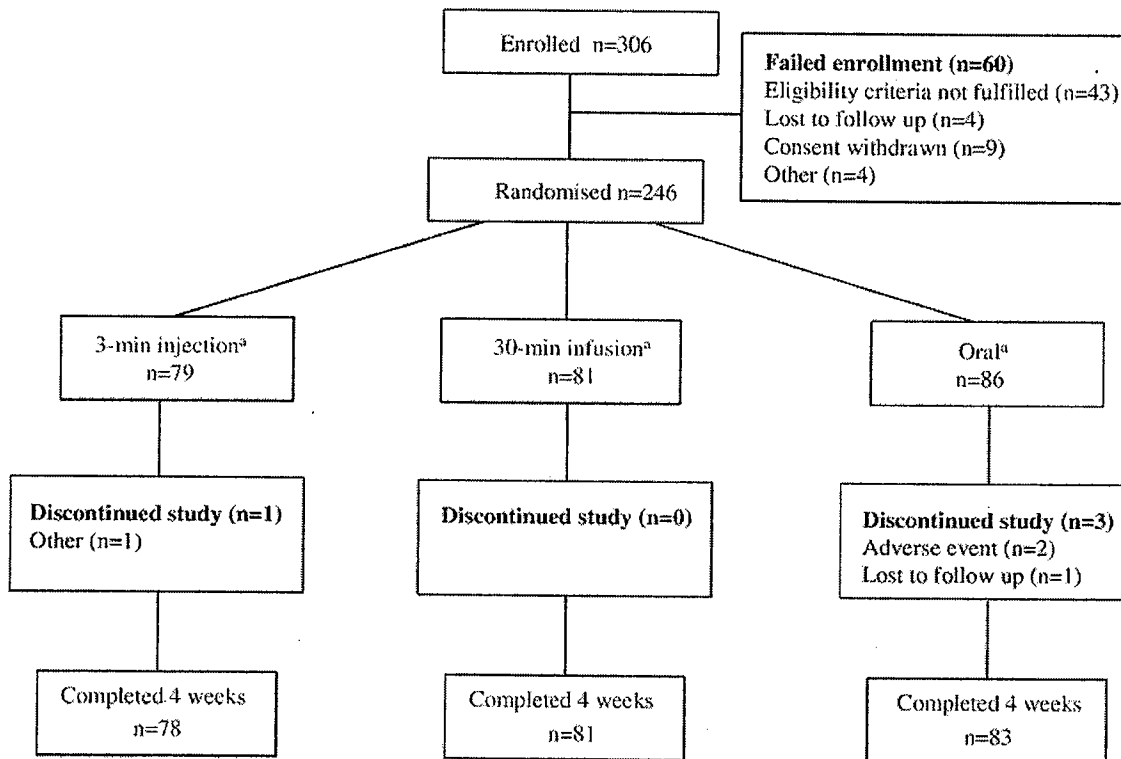 Enrolled n=306
Failed enrollment (n=60)
Eligibility criteria not fulfilled (n=43)
Lost to follow up (n=4)
Consent withdrawn (n=9)
Other (n=4)
Randomised n=246
3-min injectionᵃ
n=79
30-min infusionᵃ
n=81
Oralᵃ
n=86
Discontinued study (n=1)
Other (n=1)
Discontinued study (n=0)
Discontinued study (n=3)
Adverse event (n=2)
Lost to follow up (n=1)
Completed 4 weeks
n=78
Completed 4 weeks
n=81
Completed 4 weeks
n=83